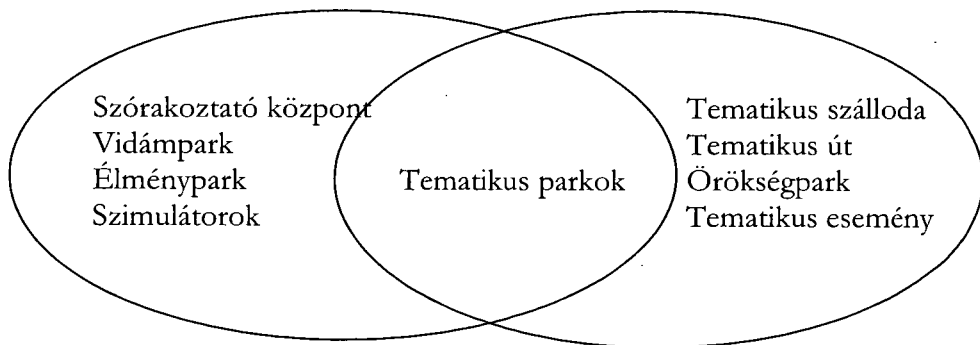 Szórakoztató központ
Vidámpark
Élménypark
Szimulátorok
Tematikus parkok
Tematikus szálloda
Tematikus út
Örökségpark
Tematikus esemény